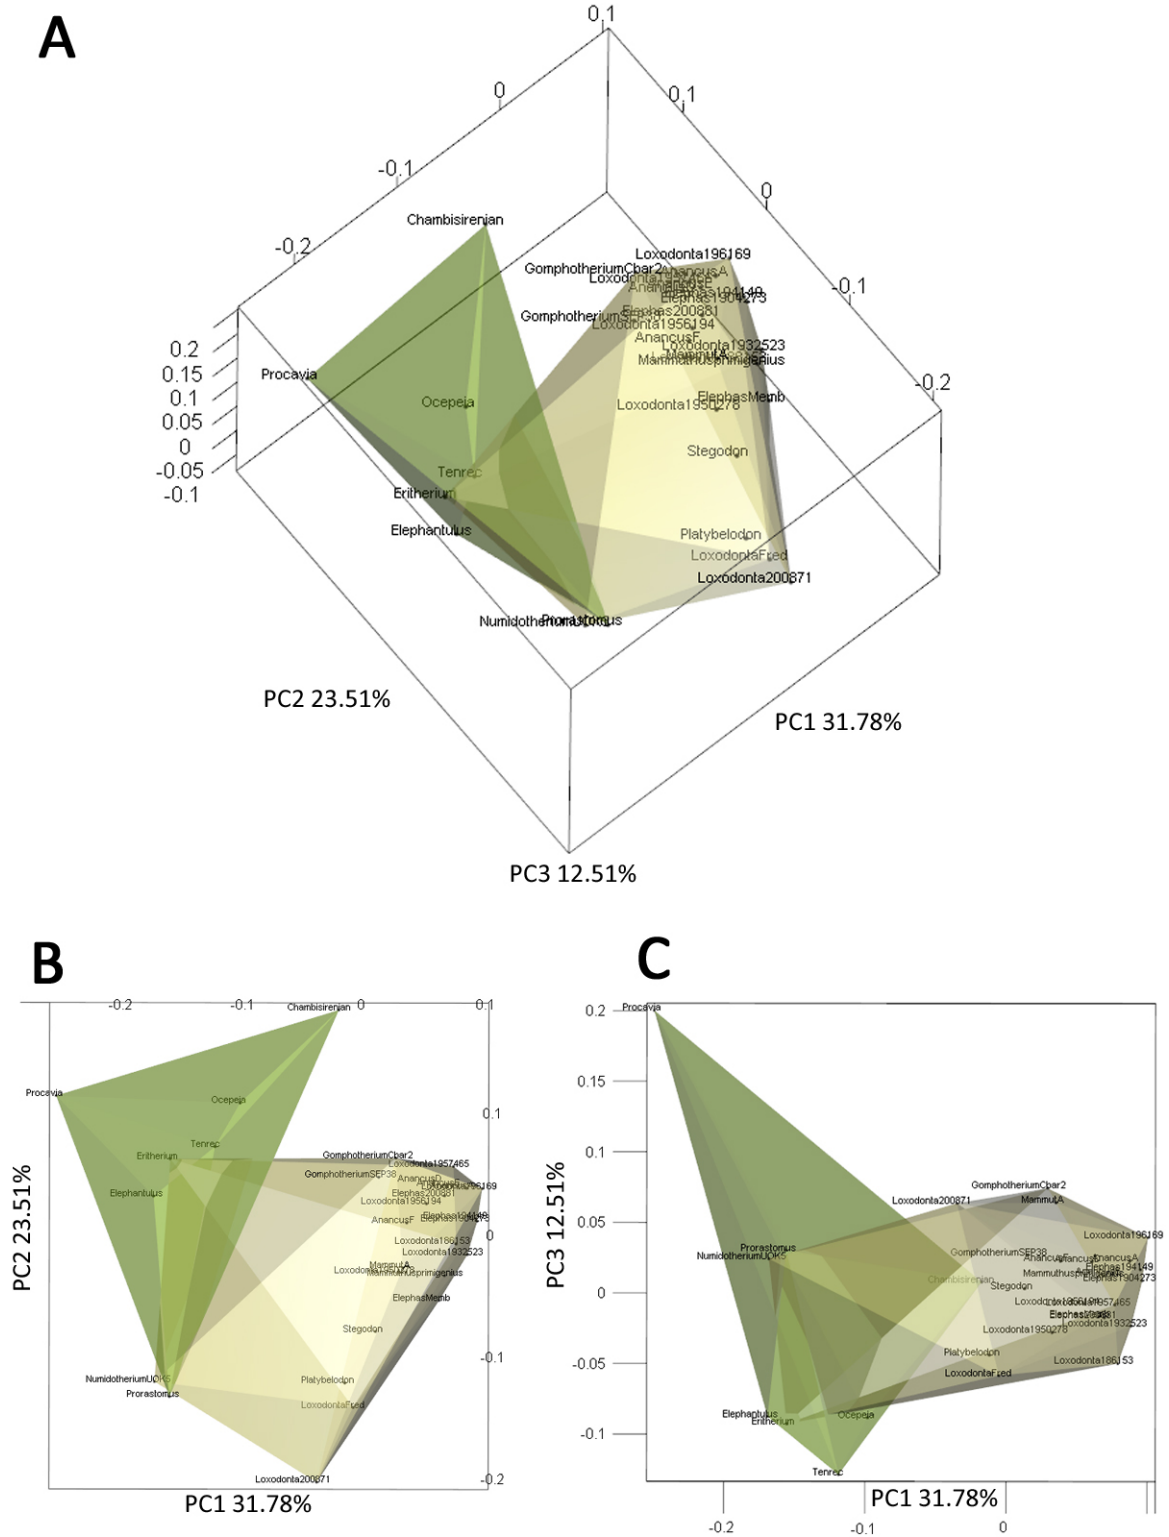 A
0.1
0
0.1
-0.1
0
-0.2
-0.1
-0.2
Chambisirenian
Loxodonta196169
GomphotheriumCbar2
AnancusA
Elephas194149
Elephas1904273
Elephas200881
GomphotheriumSEP38
Loxodonta1956194
AnancusF
Loxodonta1932523
MammutA
Mammuthusprimigenius
0.2
0.15
0.1
0.05
0
-0.05
-0.1
Procavia
Ocepeia
ElephasMemb
Loxodonta1950278
Stegodon
Tenrec
Eritherium
Elephantulus
Platybelodon
LoxodontaFred
Loxodonta200871
Prorastomus
PC2 23.51%
PC1 31.78%
PC3 12.51%
B
-0.2
-0.1
0
0.1
Chambisirenian
Procavia
Ocepeia
0.1
Tenrec
Eritherium
GomphotheriumCbar2
Loxodonta1957465
GomphotheriumSEP38
Elephantulus
Elephas200881
Loxodonta1956194
AnancusF
0
Loxodonta186153
Loxodonta1932523
MammutA
Mammuthusprimigenius
ElephasMemb
Stegodon
-0.1
NumidotheriumUOK5
Platybelodon
Prorastomus
LoxodontaFred
Loxodonta200871
-0.2
PC2 23.51%
PC1 31.78%
C
Procavia
0.2
0.15
0.1
0.05
0
-0.05
-0.1
GomphotheriumCbar2
Loxodonta200871
MammutA
Loxodonta196169
Prorastomus
NumidotheriumUOK5
GomphotheriumSEP38
AnancusA
Elephas194149
Elephas1904273
Chambisirenian
Stegodon
Loxodonta1932523
Loxodonta1950278
Platybelodon
Loxodonta186153
LoxodontaFred
Elephantulus
Eritherium
Ocepeia
Tenrec
PC3 12.51%
PC1 31.78%
-0.2
-0.1
0